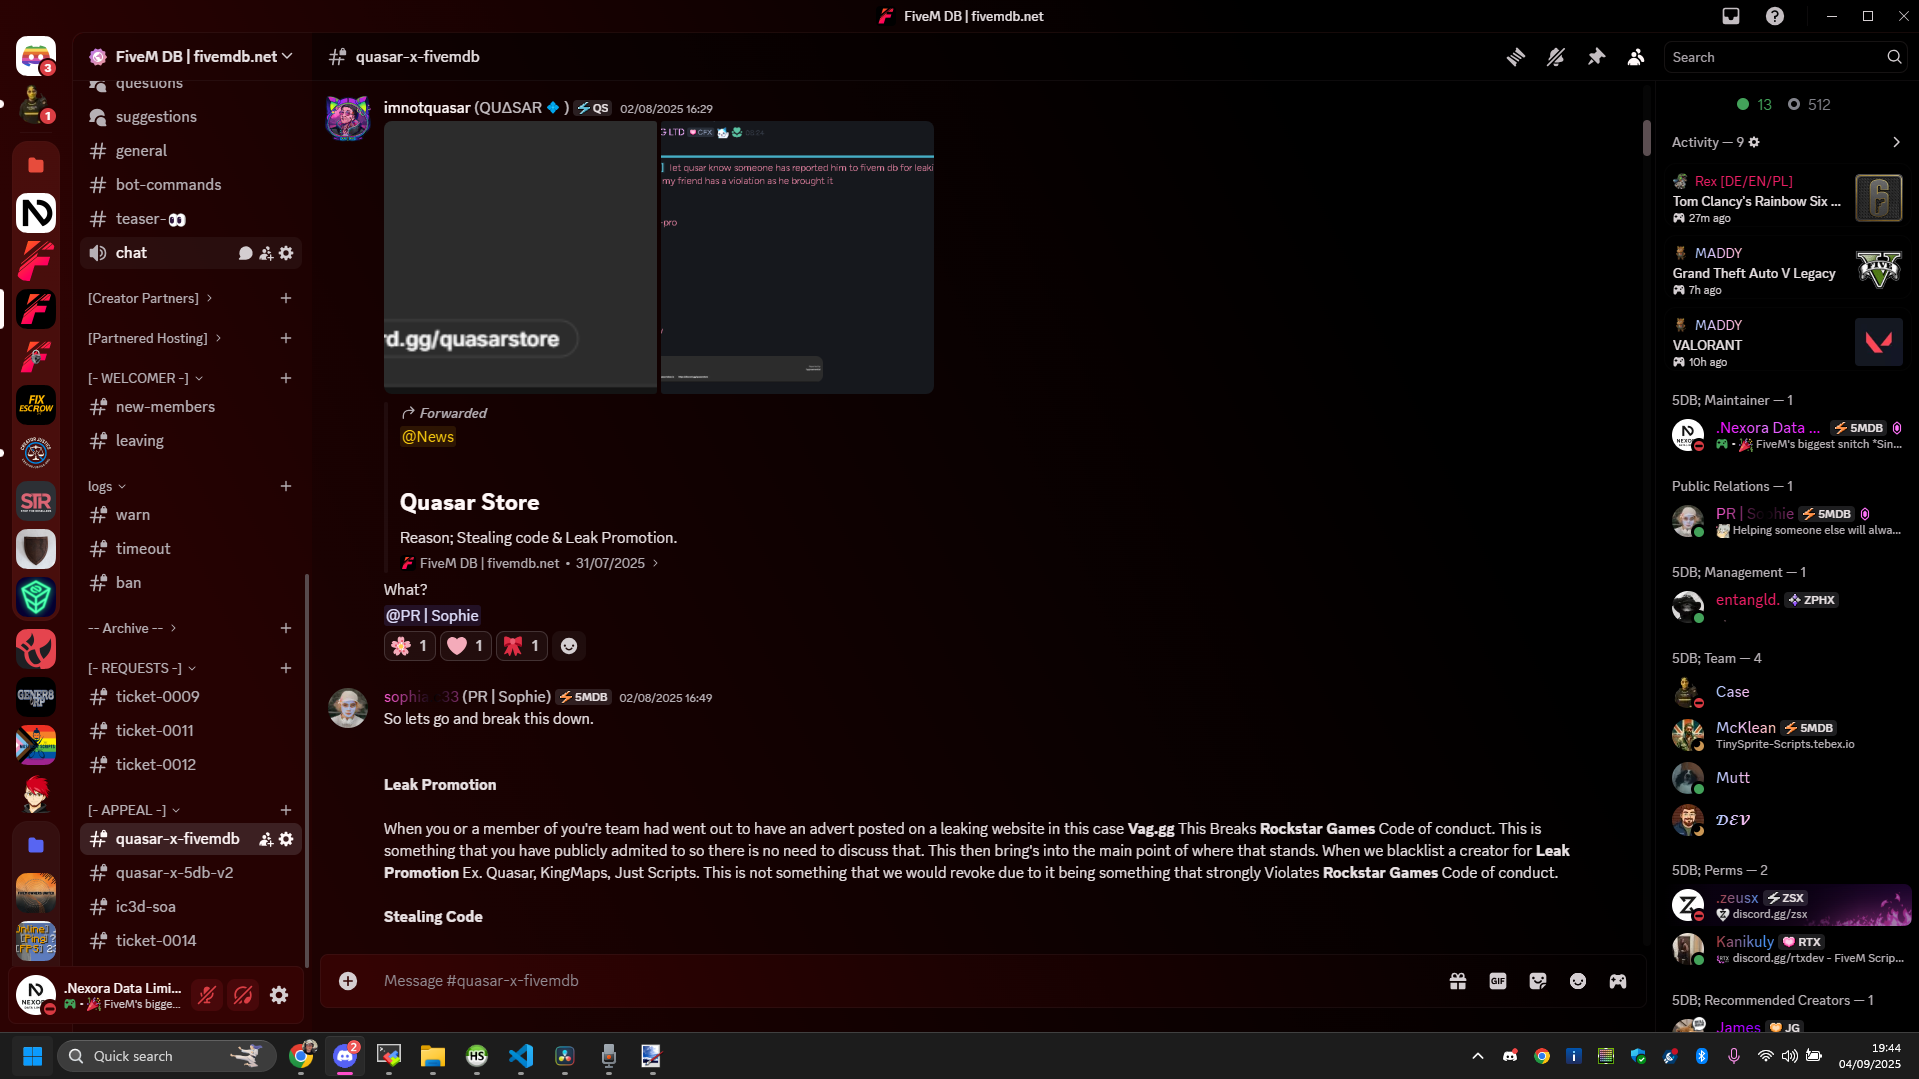 FiveM DB | fivemdb.net
FiveM DB | fivemdb.net
questions
suggestions
general
bot-commands
teaser-👀
chat
[Creator Partners]
[Partnered Hosting]
[- WELCOMER -]
new-members
leaving
logs
warn
timeout
ban
-- Archive --
[- REQUESTS -]
ticket-0009
ticket-0011
ticket-0012
[- APPEAL -]
quasar-x-fivemdb
quasar-x-5db-v2
ic3d-soa
ticket-0014
.Nexora Data Limi...
FiveM's bigge...
3
1
FIX
ESCROW
STR
GENER8
quasar-x-fivemdb
Search
imnotquasar (QUΔSAR 🔹 ) QS 02/08/2025 16:29
rd.gg/quasarstore
G LTD CFX
let qusar know someone has reported him to fivem db for leaki
my friend has a violation as he brought it
-pro
Forwarded
@News
Quasar Store
Reason; Stealing code & Leak Promotion.
FiveM DB | fivemdb.net • 31/07/2025
What?
@PR | Sophie
🌸 1 🩷 1 🎀 1
sophia 33 (PR | Sophie) 5MDB 02/08/2025 16:49
So lets go and break this down.
Leak Promotion
When you or a member of you're team had went out to have an advert posted on a leaking website in this case Vag.gg This Breaks Rockstar Games Code of conduct. This is
something that you have publicly admited to so there is no need to discuss that. This then bring's into the main point of where that stands. When we blacklist a creator for Leak
Promotion Ex. Quasar, KingMaps, Just Scripts. This is not something that we would revoke due to it being something that strongly Violates Rockstar Games Code of conduct.
Stealing Code
Message #quasar-x-fivemdb
GIF
13 512
Activity — 9
Rex [DE/EN/PL]
Tom Clancy's Rainbow Six ...
27m ago
MADDY
Grand Theft Auto V Legacy
7h ago
MADDY
VALORANT
10h ago
5DB; Maintainer — 1
.Nexora Data ... 5MDB
• 🎉 FiveM's biggest snitch *Sin...
Public Relations — 1
PR | Sophie 5MDB
Helping someone else will alwa...
5DB; Management — 1
entangld. ZPHX
.
5DB; Team — 4
Case
McKlean 5MDB
TinySprite-Scripts.tebex.io
Mutt
𝓓𝓔𝓥
5DB; Perms — 2
.zeusx ZSX
discord.gg/zsx
Kanikuly RTX
discord.gg/rtxdev - FiveM Scrip...
5DB; Recommended Creators — 1
James JG
Quick search
2
HS
19:44
04/09/2025